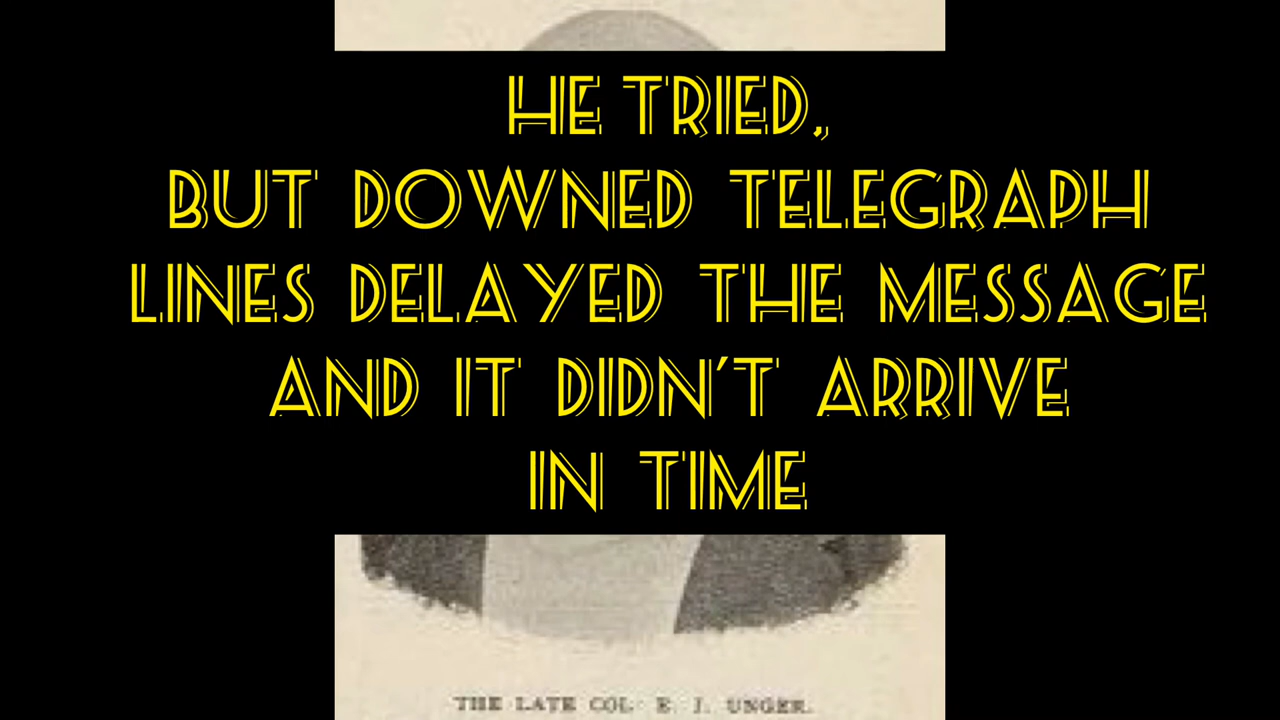 HE TRIED,
BUT DOWNED TELEGRAPH
LINES DELAYED THE MESSAGE
AND IT DIDN'T ARRIVE
IN TIME
THE LATE COL. E. J. UNGER.